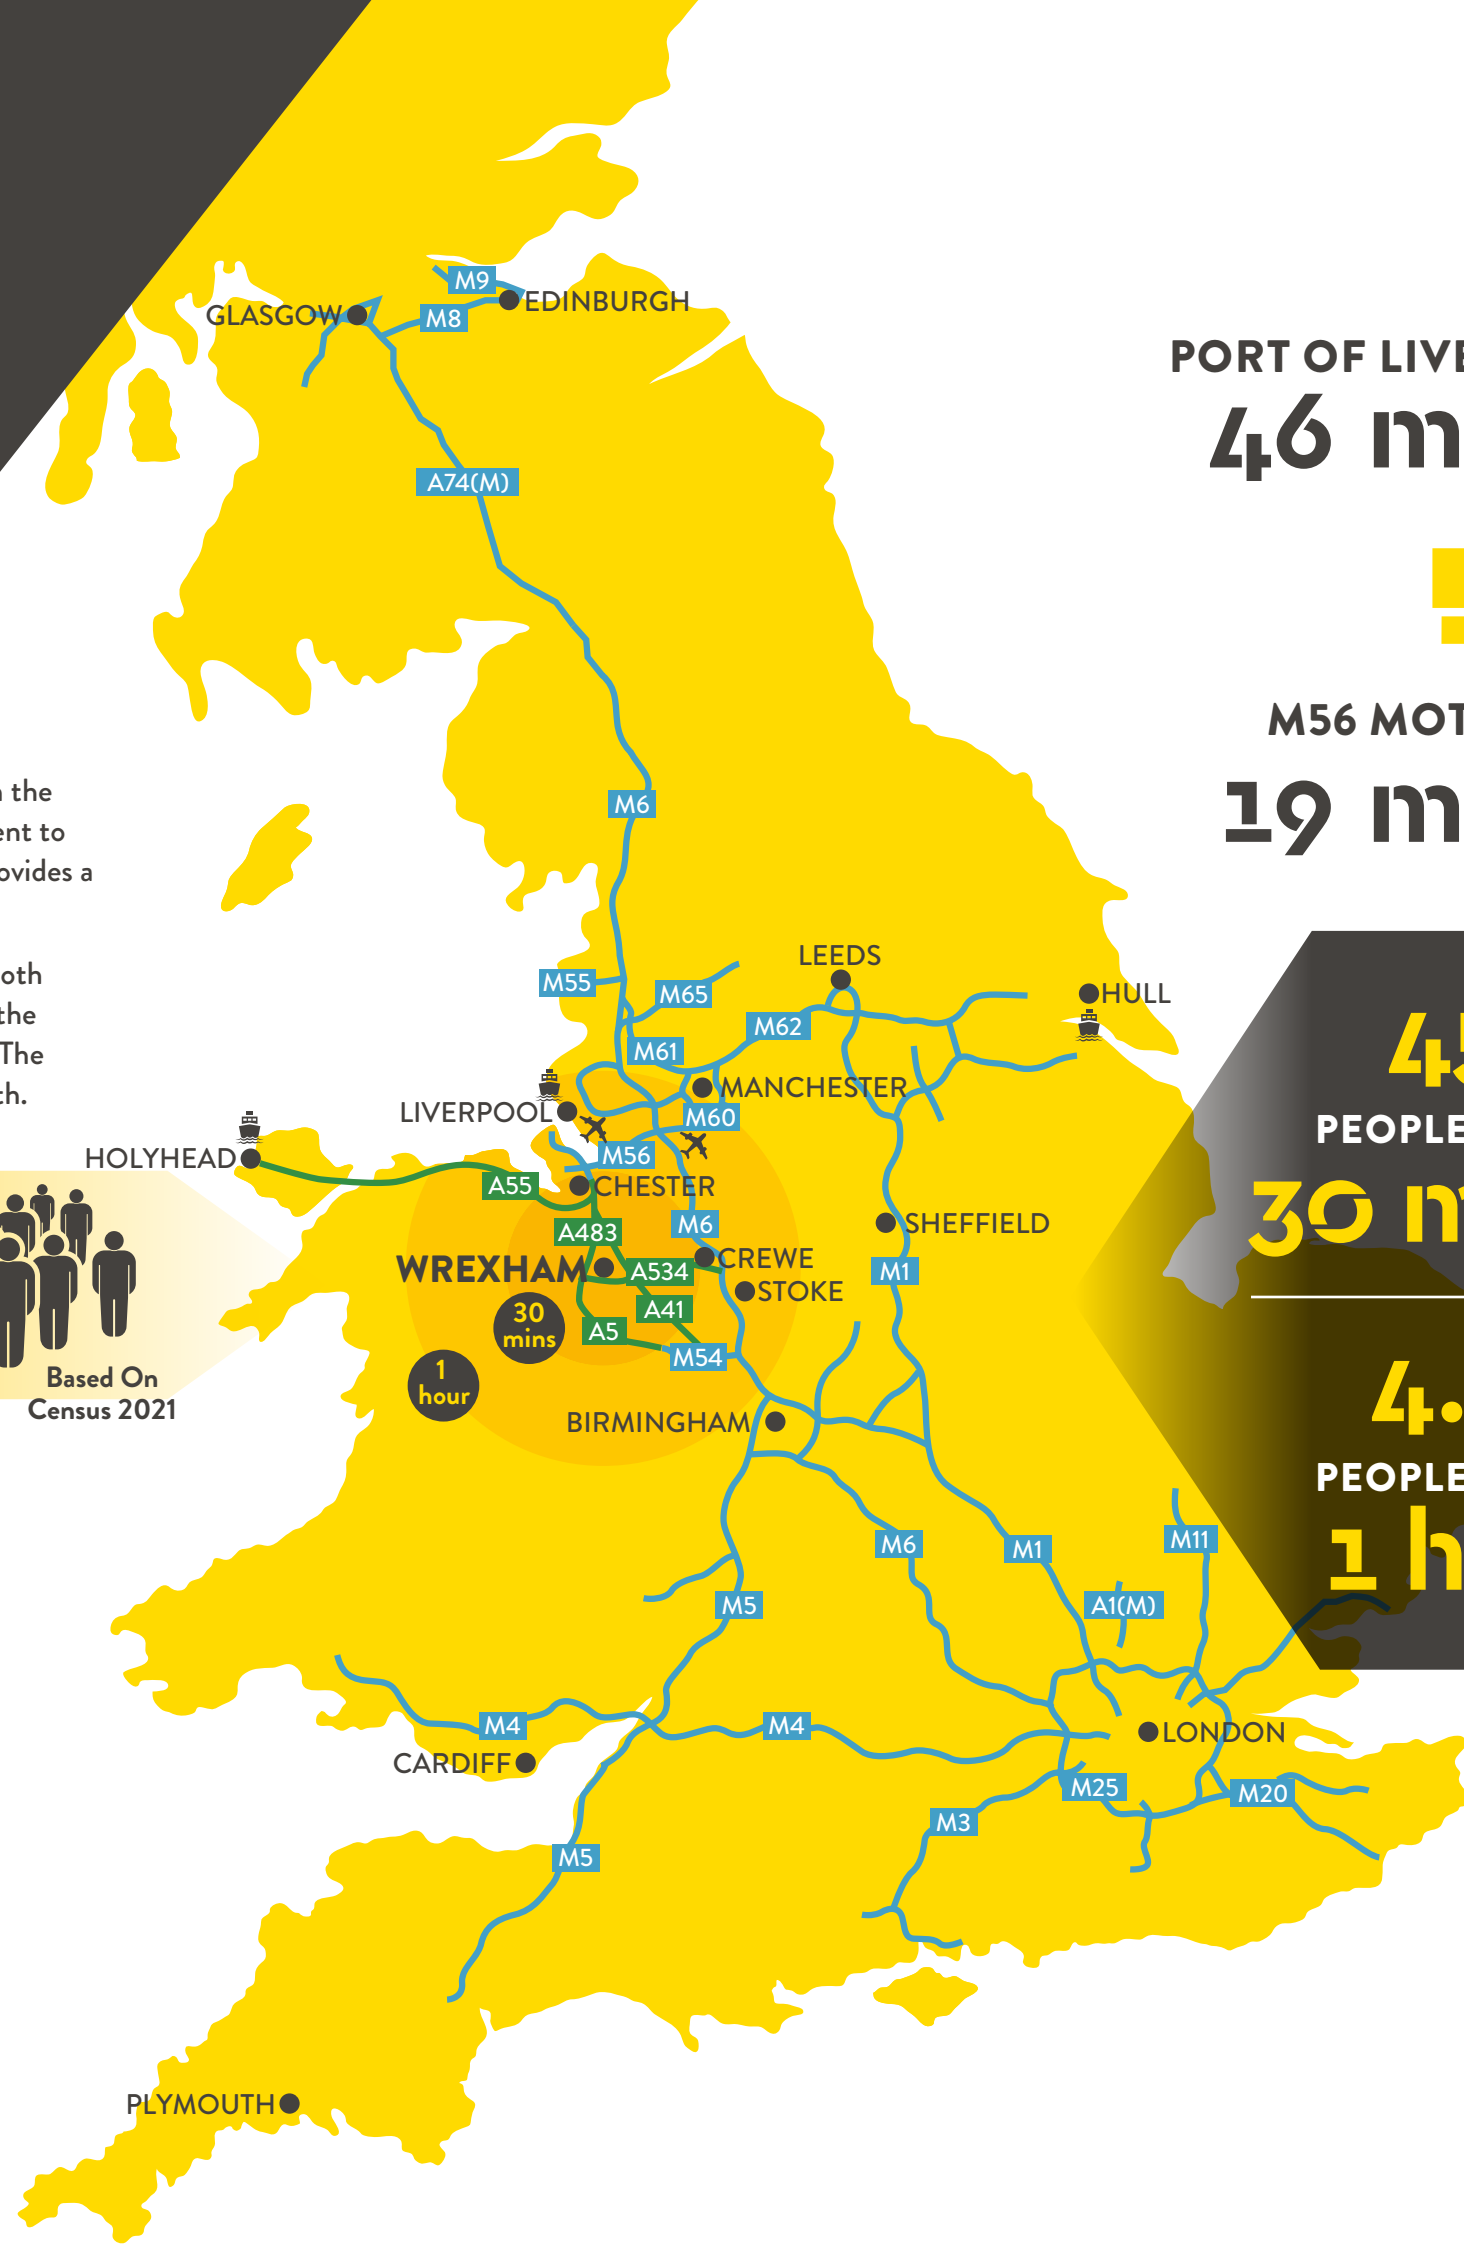 M9
EDINBURGH
GLASGOW
M8
PORT OF LIVE
46 m
A74(M)
M56 MOT
19 m
the
ent to
ovides a
M6
oth
the
The
th.
LEEDS
M55
M65
HULL
M62
M61
MANCHESTER
LIVERPOOL
M60
HOLYHEAD
M56
A55
CHESTER
A483
M6
SHEFFIELD
WREXHAM
A534
CREWE
M1
STOKE
A41
30
mins
A5
M54
1
hour
BIRMINGHAM
Based On
Census 2021
45
PEOPLE
30 m
4.
PEOPLE
1 h
M6
M1
M11
M5
A1(M)
M4
M4
LONDON
CARDIFF
M25
M20
M3
M5
PLYMOUTH